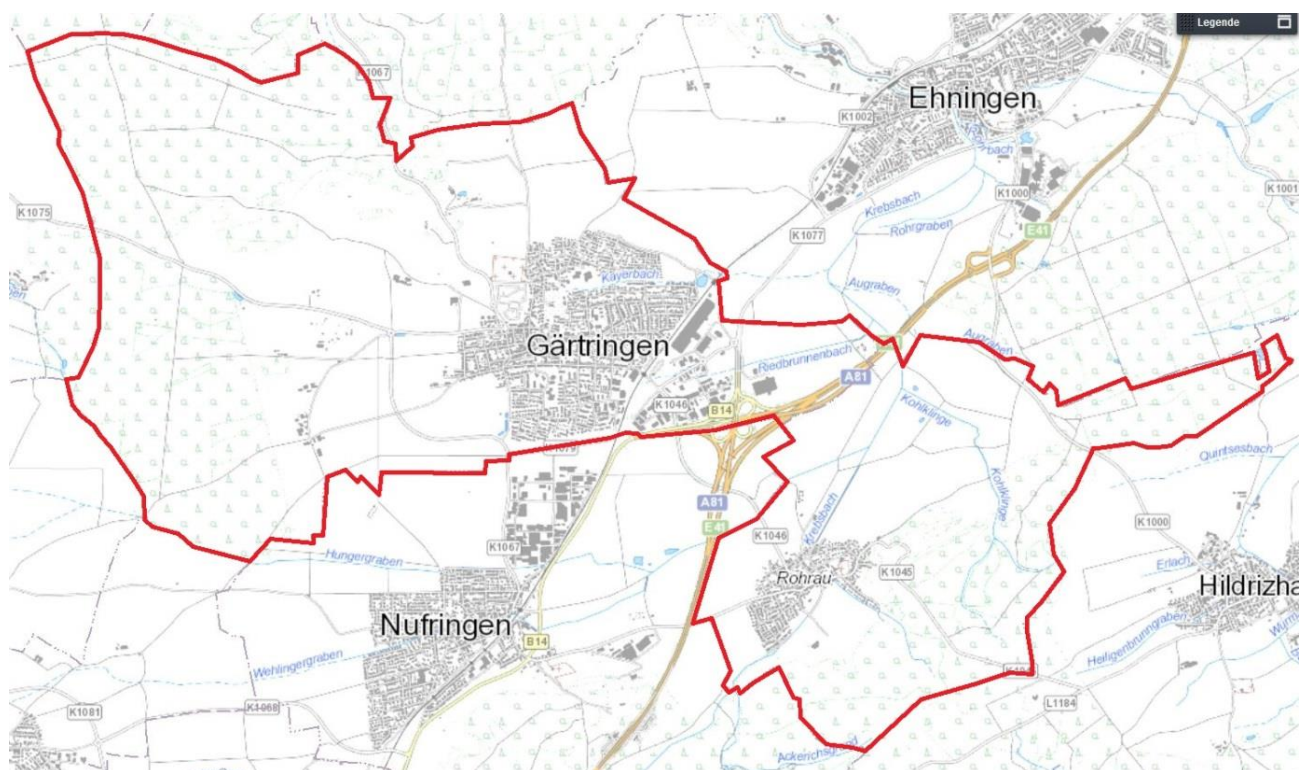 Legende
K1067
Ehningen
K1002
K1000
K1001
K1075
Krebsbach
Rohrgraben
K1077
E41
Kayerbach
Augraben
Augraben
Gärtringen
Riedbrunnenbach
A81
K1046
B14
Kohlklinge
K1079
Quintsesbach
Kohlklinge
A81
E41
Krebsbach
K1000
K1046
K1067
Hungergraben
Rohrau
K1045
Erlach
Hildrizha
Nufringen
B14
Heiligenbrunngraben
Wehlingergraben
K1068
K1081
L1184
Ackerichsgrund